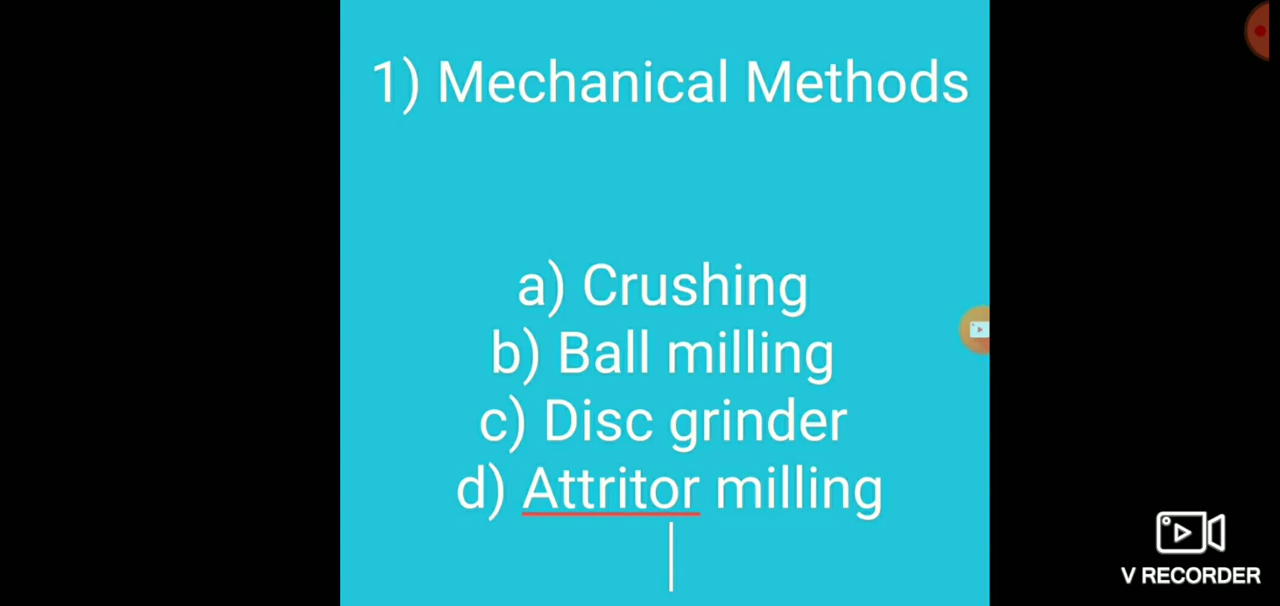 1) Mechanical Methods
a) Crushing
b) Ball milling
c) Disc grinder
d) Attritor milling
V RECORDER